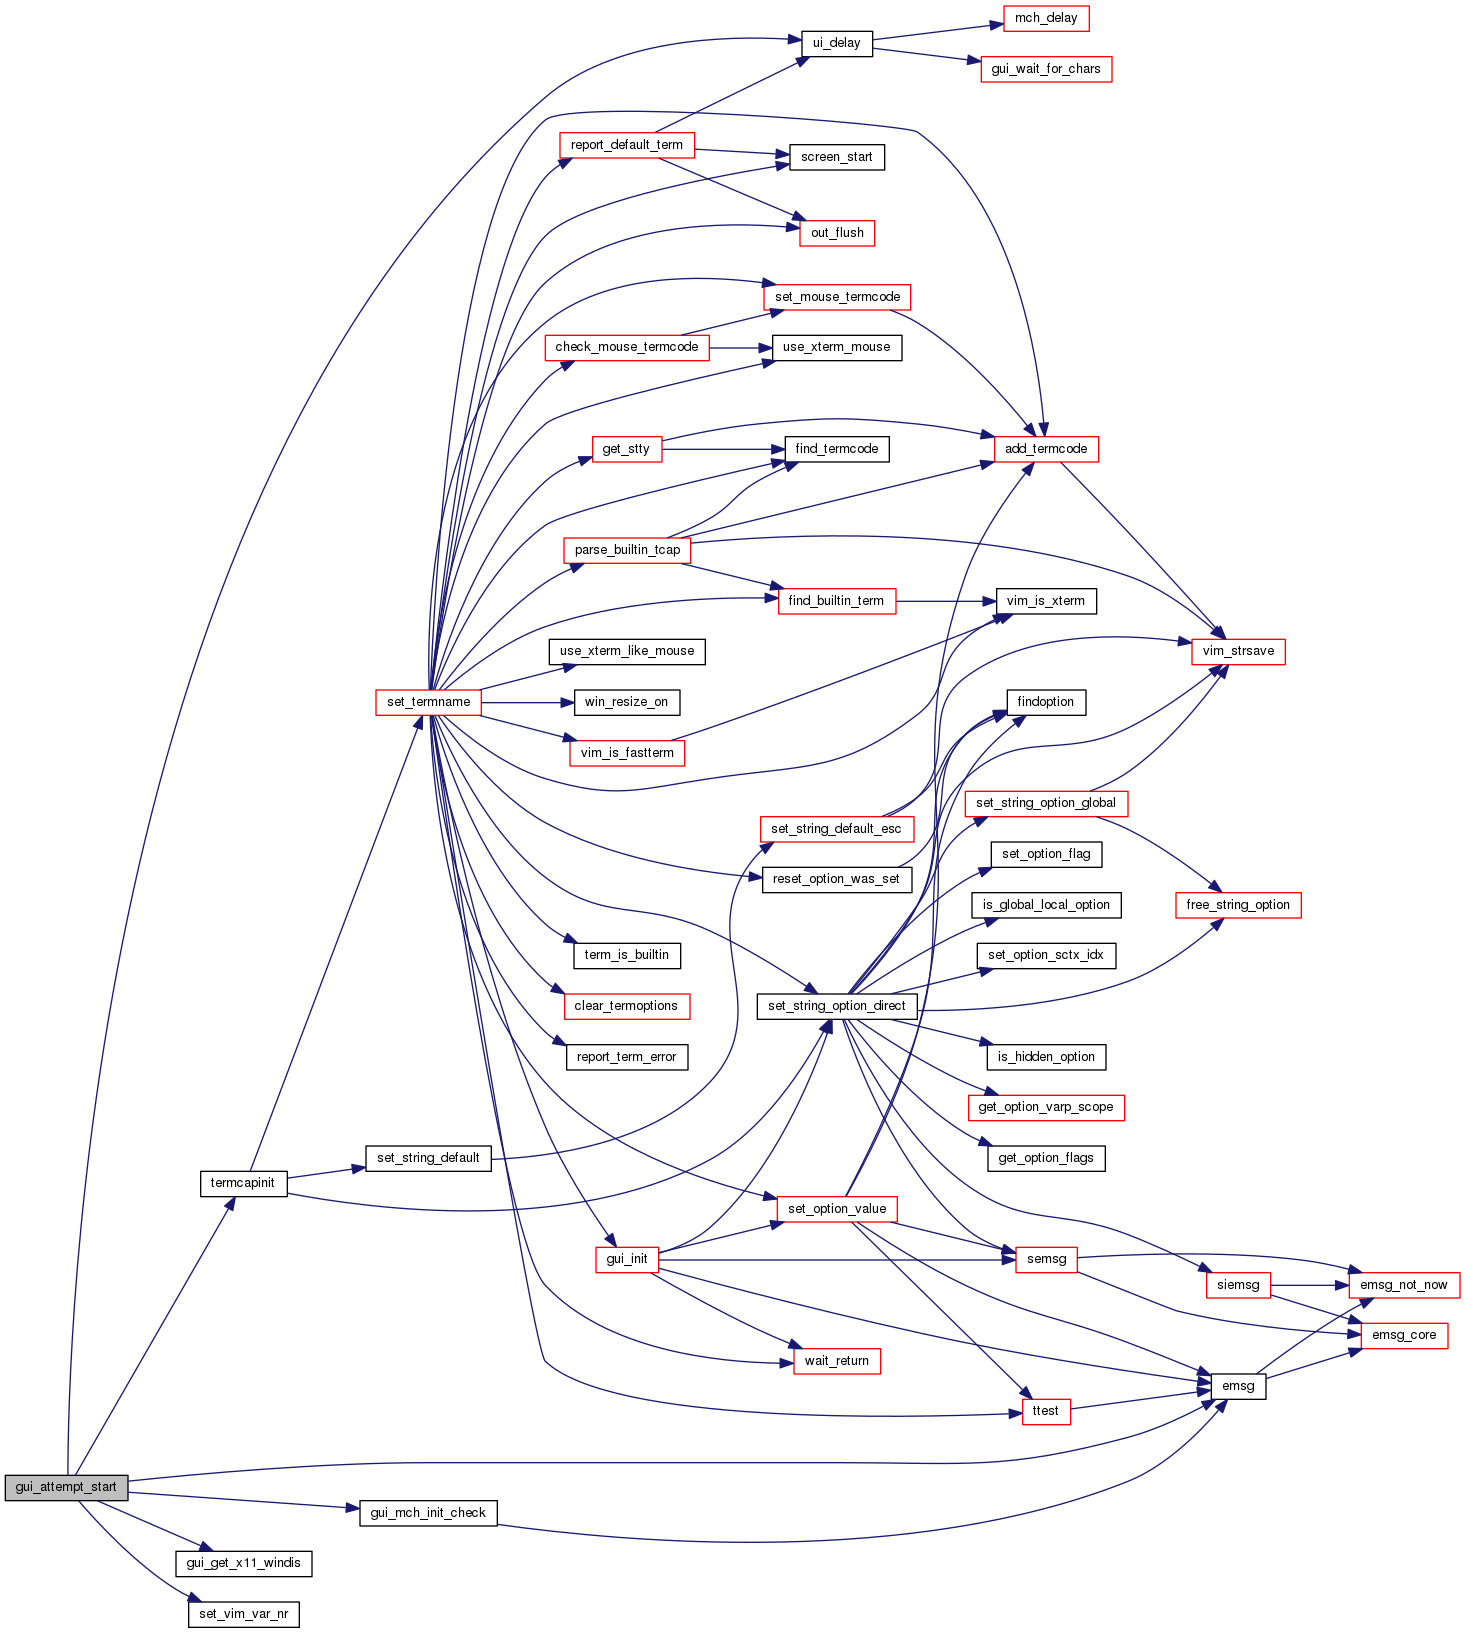 mch_delay
ui_delay
gui_wait_for_chars
report_default_term
screen_start
out_flush
set_mouse_termcode
check_mouse_termcode
use_xterm_mouse
get_stty
find_termcode
add_termcode
parse_builtin_tcap
find_builtin_term
vim_is_xterm
use_xterm_like_mouse
vim_strsave
set_termname
win_resize_on
findoption
vim_is_fastterm
set_string_option_global
set_string_default_esc
set_option_flag
reset_option_was_set
is_global_local_option
free_string_option
term_is_builtin
set_option_sctx_idx
clear_termoptions
set_string_option_direct
report_term_error
is_hidden_option
get_option_varp_scope
set_string_default
get_option_flags
termcapinit
set_option_value
gui_init
semsg
siemsg
emsg_not_now
emsg_core
wait_return
emsg
ttest
gui_attempt_start
gui_mch_init_check
gui_get_x11_windis
set_vim_var_nr